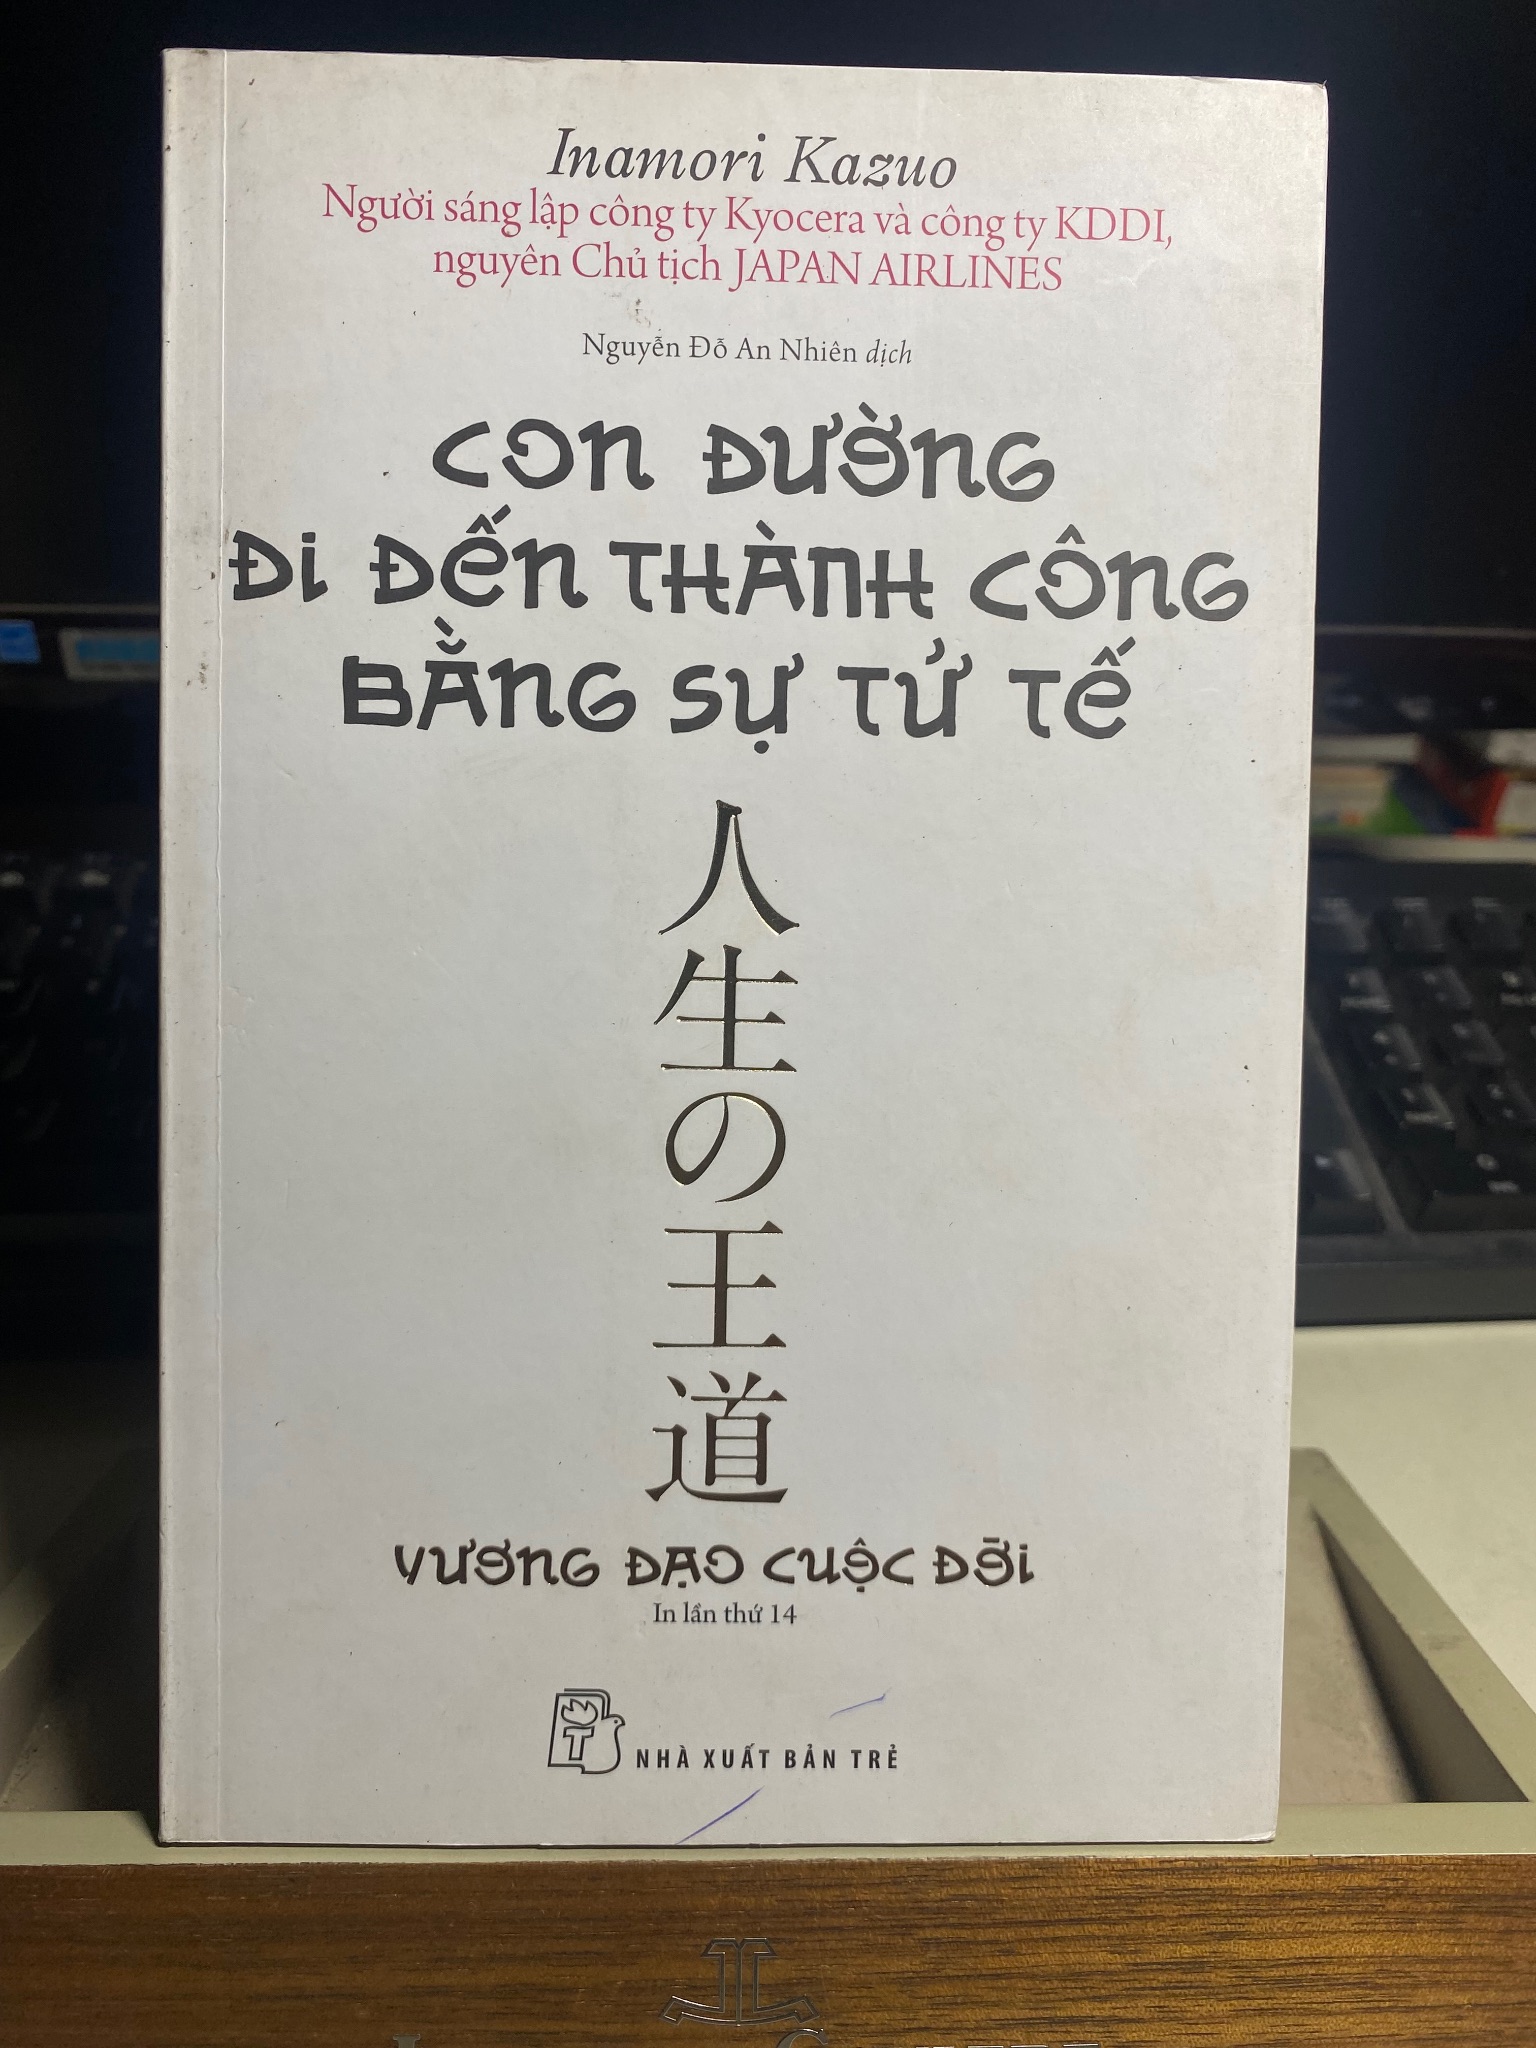 Inamori Kazuo
Người sáng lập công ty Kyocera và công ty KDDI,
nguyên Chủ tịch JAPAN AIRLINES
Nguyễn Đỗ An Nhiên dịch
CON ĐƯỜNG
ĐI ĐẾN THÀNH CÔNG
BẰNG SỰ TỬ TẾ
人生の王道
VƯƠNG ĐẠO CUỘC ĐỜI
In lần thứ 14
T
NHÀ XUẤT BẢN TRẺ